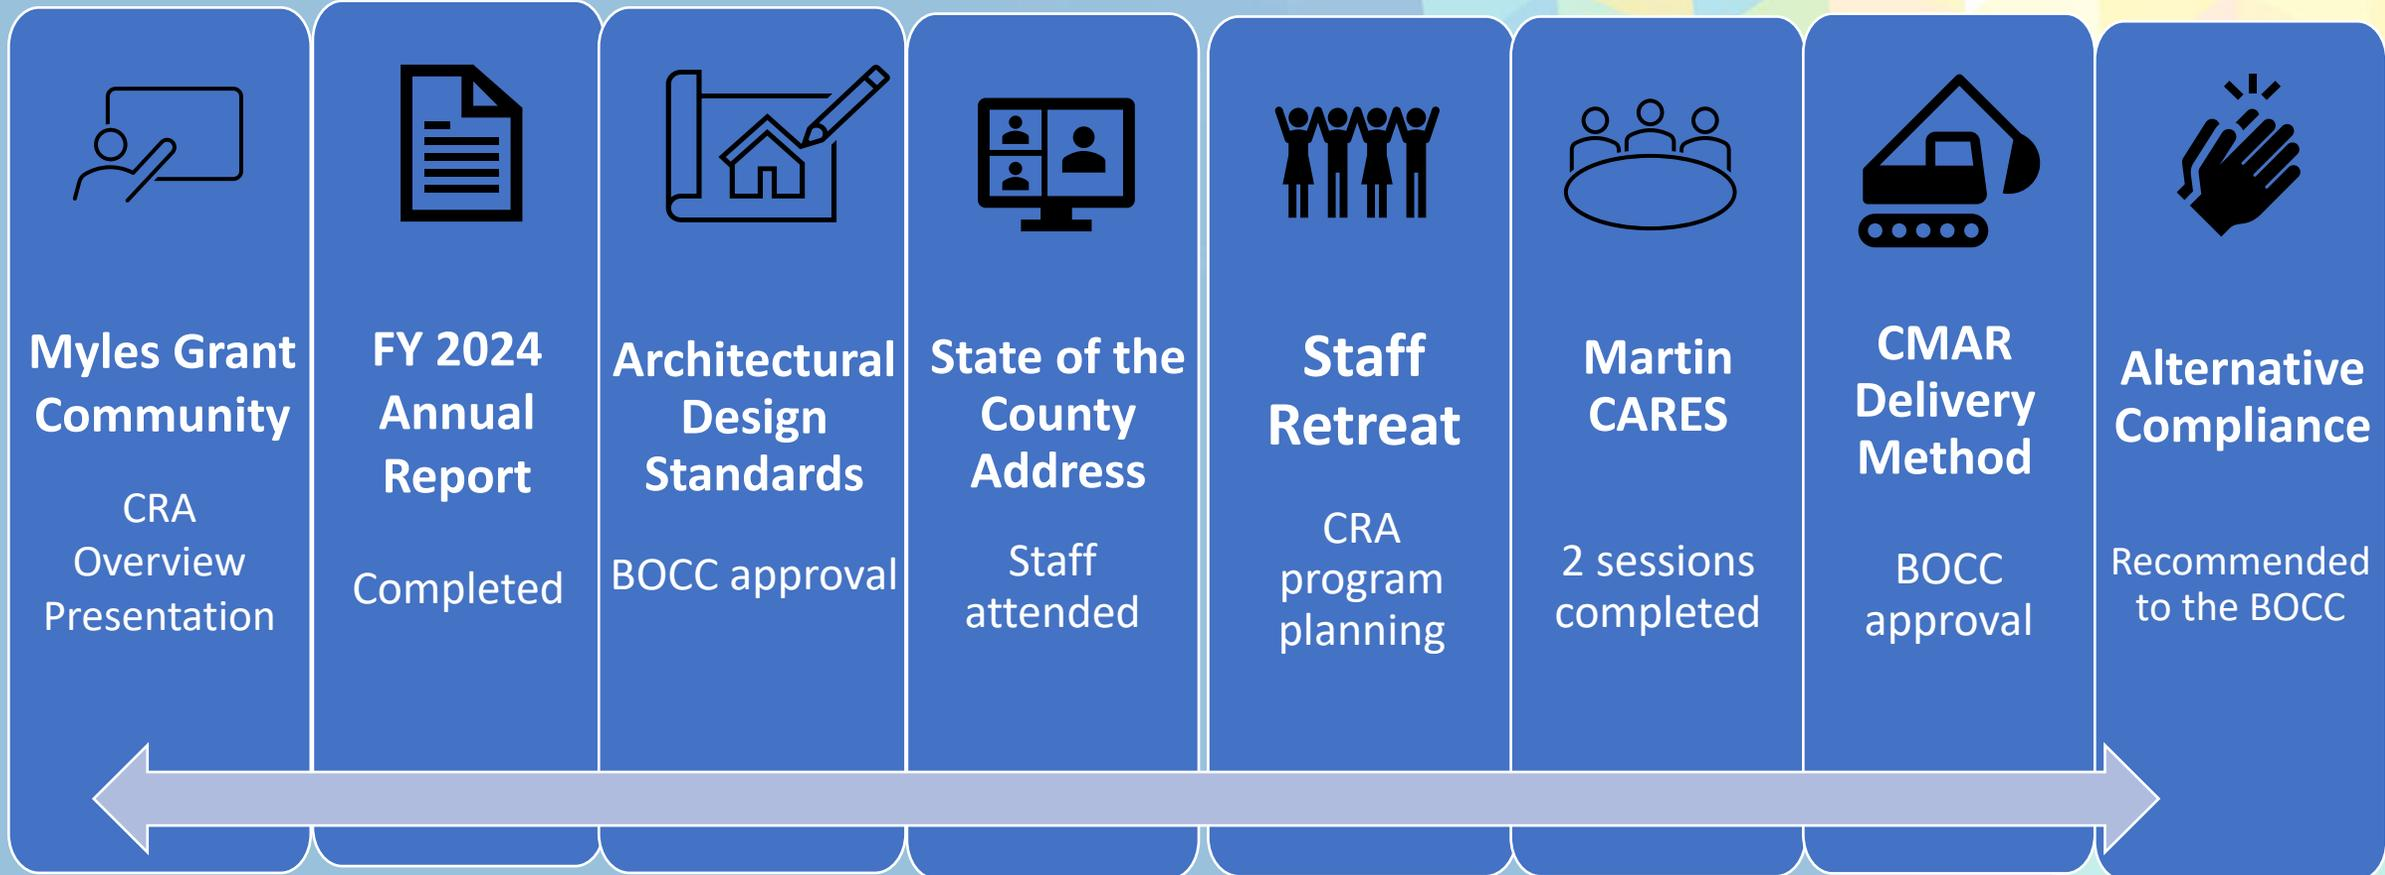 Myles Grant
Community
CRA
Overview
Presentation
FY 2024
Annual
Report
Completed
Architectural
Design
Standards
BOCC approval
State of the
County
Address
Staff
attended
Staff
Retreat
CRA
program
planning
Martin
CARES
2 sessions
completed
CMAR
Delivery
Method
BOCC
approval
Alternative
Compliance
Recommended
to the BOCC